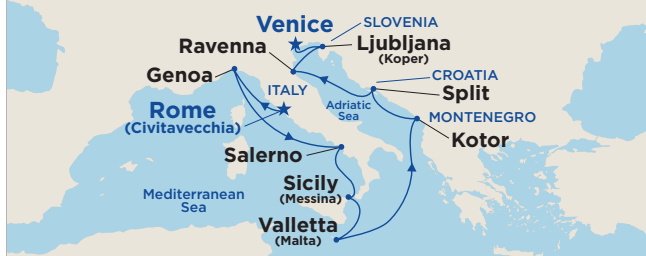 Venice
SLOVENIA
Ravenna
Ljubljana
(Koper)
Genoa
ITALY
CROATIA
Split
Rome
(Civitavecchia)
Adriatic
Sea
MONTENEGRO
Kotor
Salerno
Sicily
(Messina)
Mediterranean
Sea
Valletta
(Malta)